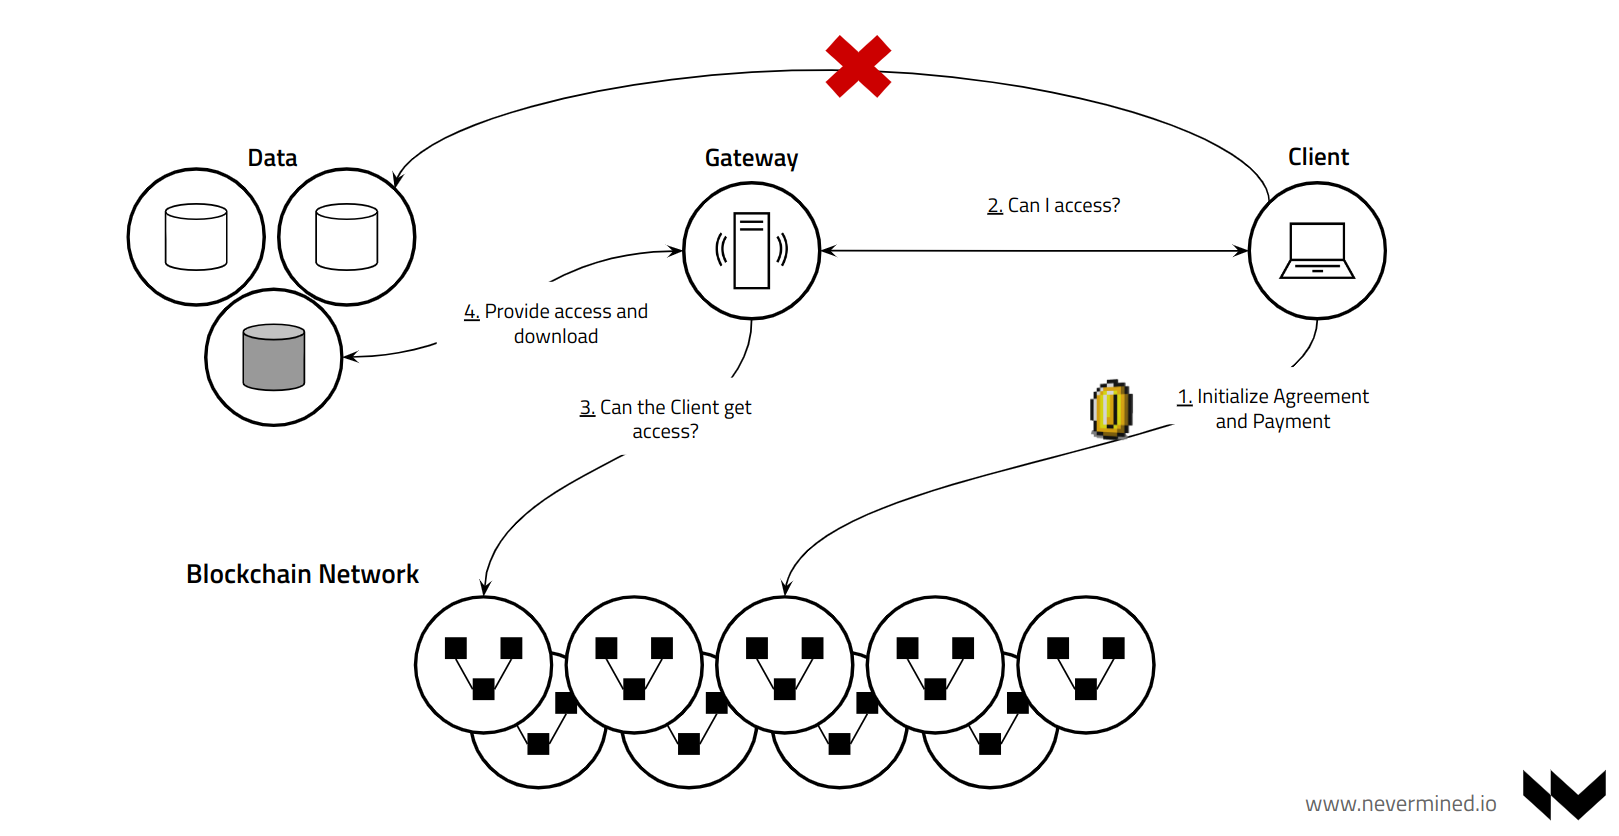 Data
Gateway
Client
2. Can I access?
4. Provide access and
download
3. Can the Client get
access?
1. Initialize Agreement
and Payment
Blockchain Network
www.nevermined.io